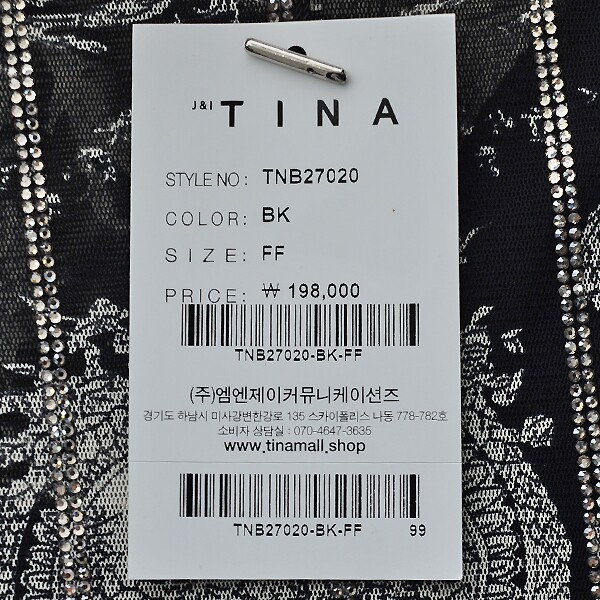 J&I TINA
STYLE NO: TNB27020
COLOR: BK
SIZE: FF
PRICE: ₩ 198,000
TNB27020-BK-FF
(주)엠엔제이커뮤니케이션즈
경기도 하남시 미사강변한강로 135 스카이폴리스 나동 778-782호
소비자 상담실 : 070-4647-3635
www.tinamall.shop
TNB27020-BK-FF 99